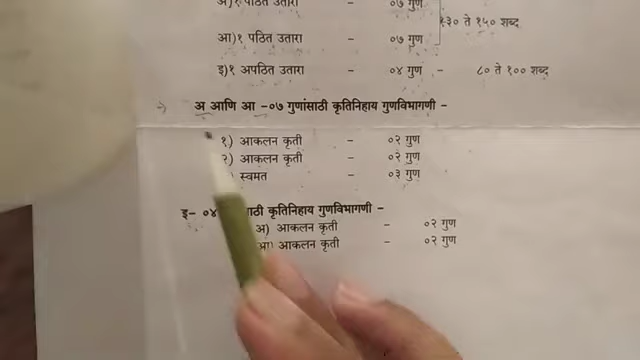 अ)१ पठित उतारा - ०७ गुण
१३० ते १५० शब्द
आ)१ पठित उतारा - ०७ गुण
इ)१ अपठित उतारा - ०४ गुण - ८० ते १०० शब्द
अ आणि आ -०७ गुणांसाठी कृतिनिहाय गुणविभागणी -
१) आकलन कृती - ०२ गुण
२) आकलन कृती - ०२ गुण
स्वमत - ०३ गुण
इ- ०४ कृतिनिहाय गुणविभागणी -
अ) आकलन कृती - ०२ गुण
आ) आकलन कृती - ०२ गुण